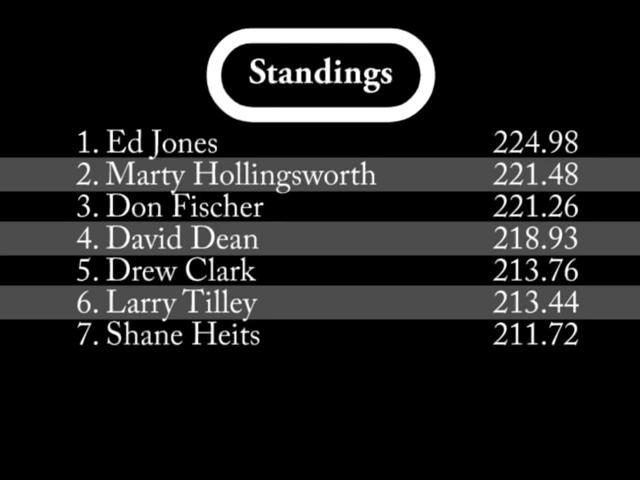 Standings
1. Ed Jones 224.98
2. Marty Hollingsworth 221.48
3. Don Fischer 221.26
4. David Dean 218.93
5. Drew Clark 213.76
6. Larry Tilley 213.44
7. Shane Heits 211.72